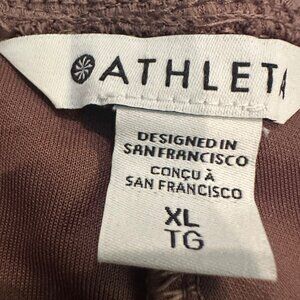 ATHLETA
DESIGNED IN
SAN FRANCISCO
CONÇU À
SAN FRANCISCO
XL
TG